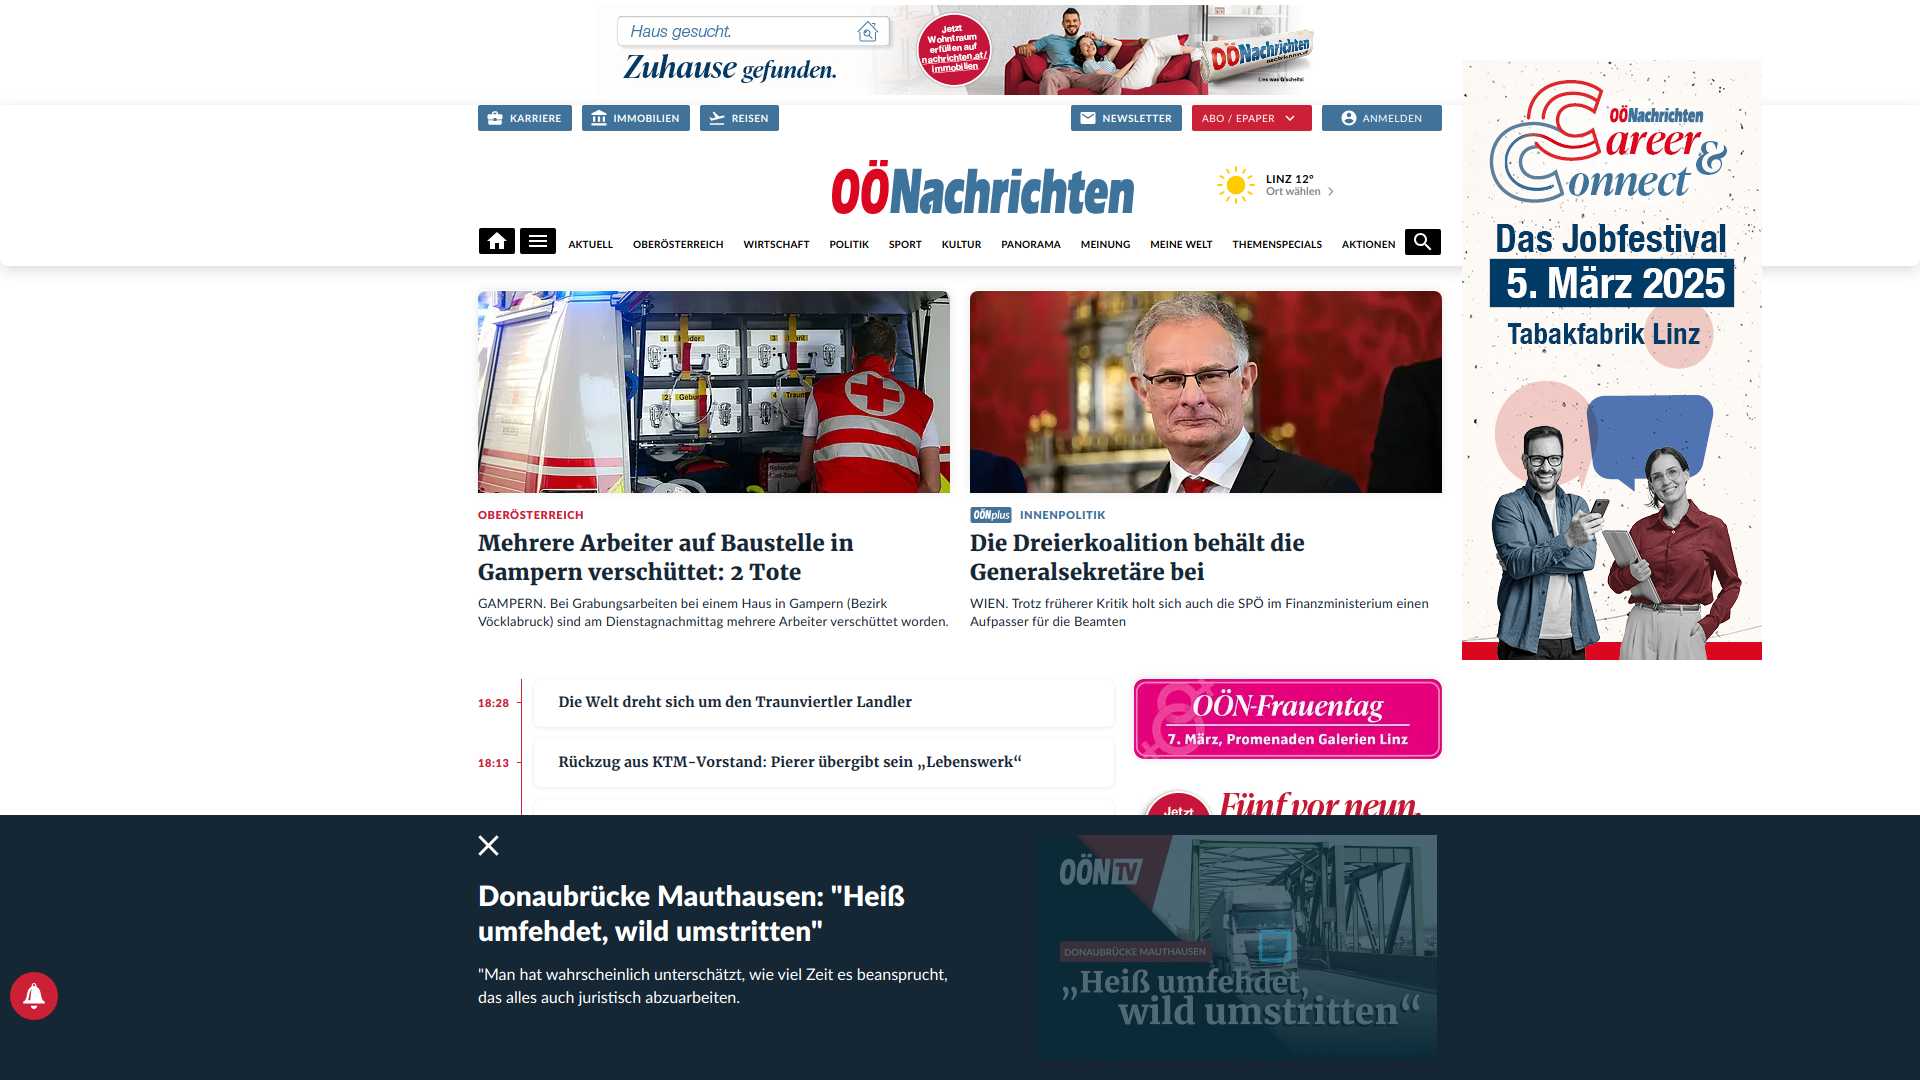 Haus gesucht.
Zuhause gefunden.
Jetzt
Wohntraum
erfüllen auf
nachrichten.at/
immobilien
OÖNachrichten
Lies was G'scheits!
KARRIERE
IMMOBILIEN
REISEN
NEWSLETTER
ABO / EPAPER
ANMELDEN
OÖNachrichten
LINZ 12°
Ort wählen
AKTUELL
OBERÖSTERREICH
WIRTSCHAFT
POLITIK
SPORT
KULTUR
PANORAMA
MEINUNG
MEINE WELT
THEMENSPECIALS
AKTIONEN
OÖNachrichten
Career &
Connect
Das Jobfestival
5. März 2025
Tabakfabrik Linz
OBERÖSTERREICH
Mehrere Arbeiter auf Baustelle in
Gampern verschüttet: 2 Tote
GAMPERN. Bei Grabungsarbeiten bei einem Haus in Gampern (Bezirk
Vöcklabruck) sind am Dienstagnachmittag mehrere Arbeiter verschüttet worden.
OÖNplus INNENPOLITIK
Die Dreierkoalition behält die
Generalsekretäre bei
WIEN. Trotz früherer Kritik holt sich auch die SPÖ im Finanzministerium einen
Aufpasser für die Beamten
18:28 Die Welt dreht sich um den Traunviertler Landler
18:13 Rückzug aus KTM-Vorstand: Pierer übergibt sein „Lebenswerk“
OÖN-Frauentag
7. März, Promenaden Galerien Linz
Jetzt
Fünf vor neun.
Donaubrücke Mauthausen: "Heiß
umfehdet, wild umstritten"
"Man hat wahrscheinlich unterschätzt, wie viel Zeit es beansprucht,
das alles auch juristisch abzuarbeiten.
OÖN TV
DONAUBRÜCKE MAUTHAUSEN
„Heiß umfehdet,
wild umstritten“